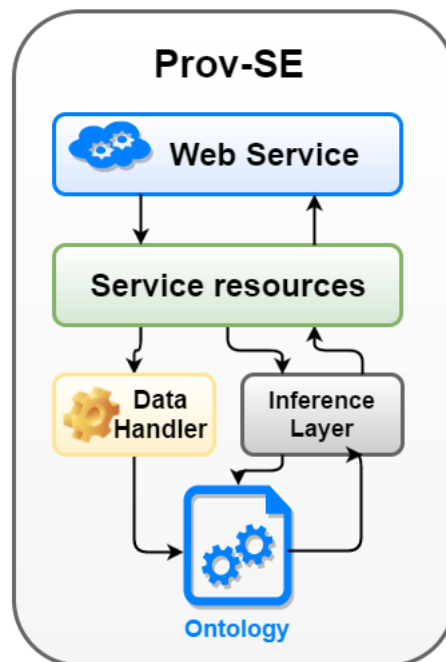 Prov-SE
Web Service
Service resources
Data
Handler
Inference
Layer
Ontology